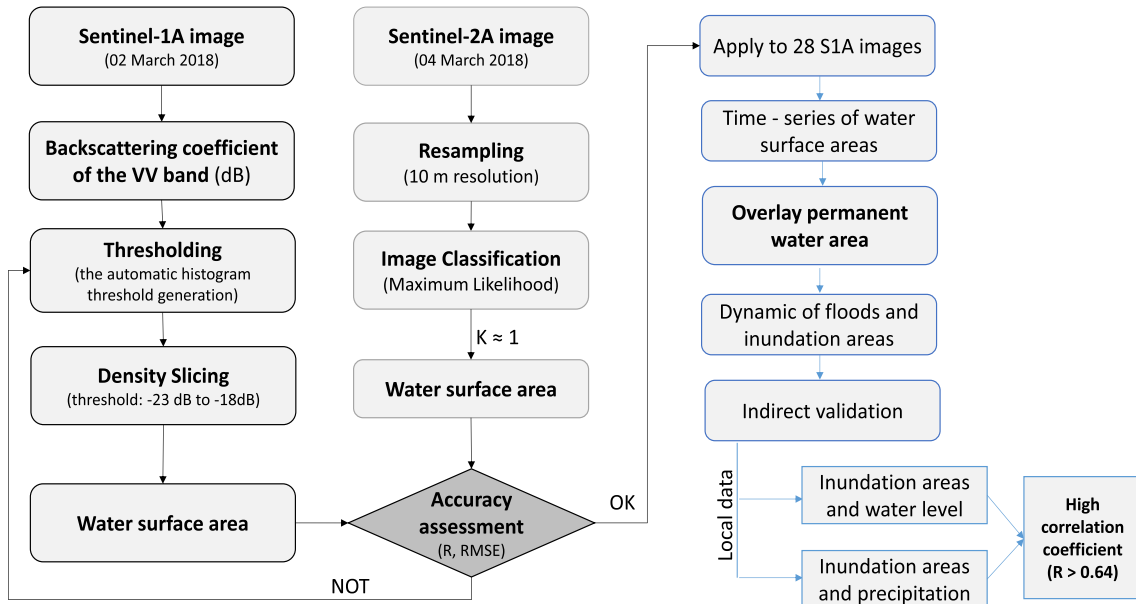 Sentinel-1A image
(02 March 2018)
Backscattering coefficient
of the VV band (dB)
Thresholding
(the automatic histogram
threshold generation)
Density Slicing
(threshold: -23 dB to -18dB)
Water surface area
Sentinel-2A image
(04 March 2018)
Resampling
(10 m resolution)
Image Classification
(Maximum Likelihood)
K ≈ 1
Water surface area
Accuracy
assessment
(R, RMSE)
OK
NOT
Apply to 28 S1A images
Time - series of water
surface areas
Overlay permanent
water area
Dynamic of floods and
inundation areas
Indirect validation
Local data
Inundation areas
and water level
Inundation areas
and precipitation
High
correlation
coefficient
(R > 0.64)